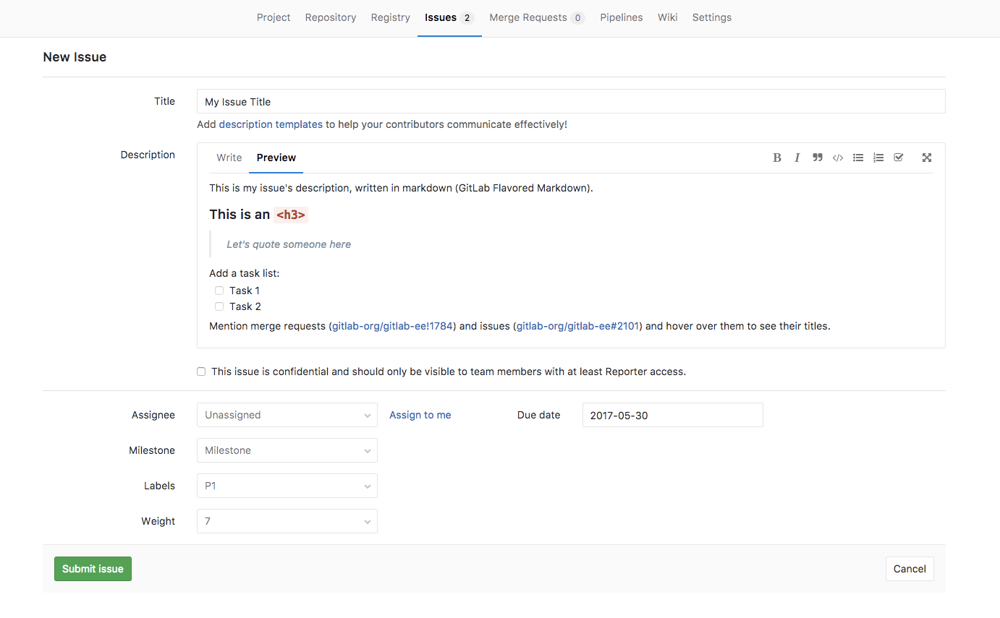 Project Repository Registry Issues 2 Merge Requests 0 Pipelines Wiki Settings
New Issue
Title My Issue Title
Add description templates to help your contributors communicate effectively!
Description Write Preview
This is my issue's description, written in markdown (GitLab Flavored Markdown).
This is an <h3>
Let's quote someone here
Add a task list:
Task 1
Task 2
Mention merge requests (gitlab-org/gitlab-ee!1784) and issues (gitlab-org/gitlab-ee#2101) and hover over them to see their titles.
This issue is confidential and should only be visible to team members with at least Reporter access.
Assignee Unassigned Assign to me Due date 2017-05-30
Milestone Milestone
Labels P1
Weight 7
Submit issue Cancel